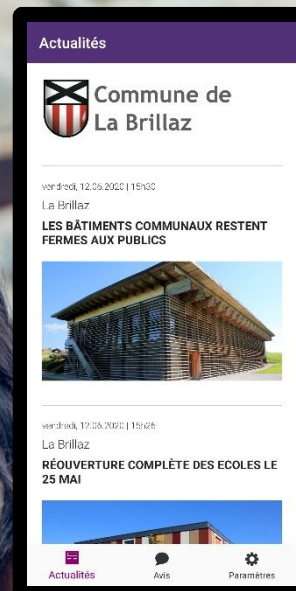 Actualités
Commune de
La Brillaz
vendredi, 12.06.2020 | 15h30
La Brillaz
LES BÂTIMENTS COMMUNAUX RESTENT
FERMES AUX PUBLICS
vendredi, 12.06.2020 | 15h26
La Brillaz
RÉOUVERTURE COMPLÈTE DES ECOLES LE
25 MAI
Actualités
Avis
Paramètres